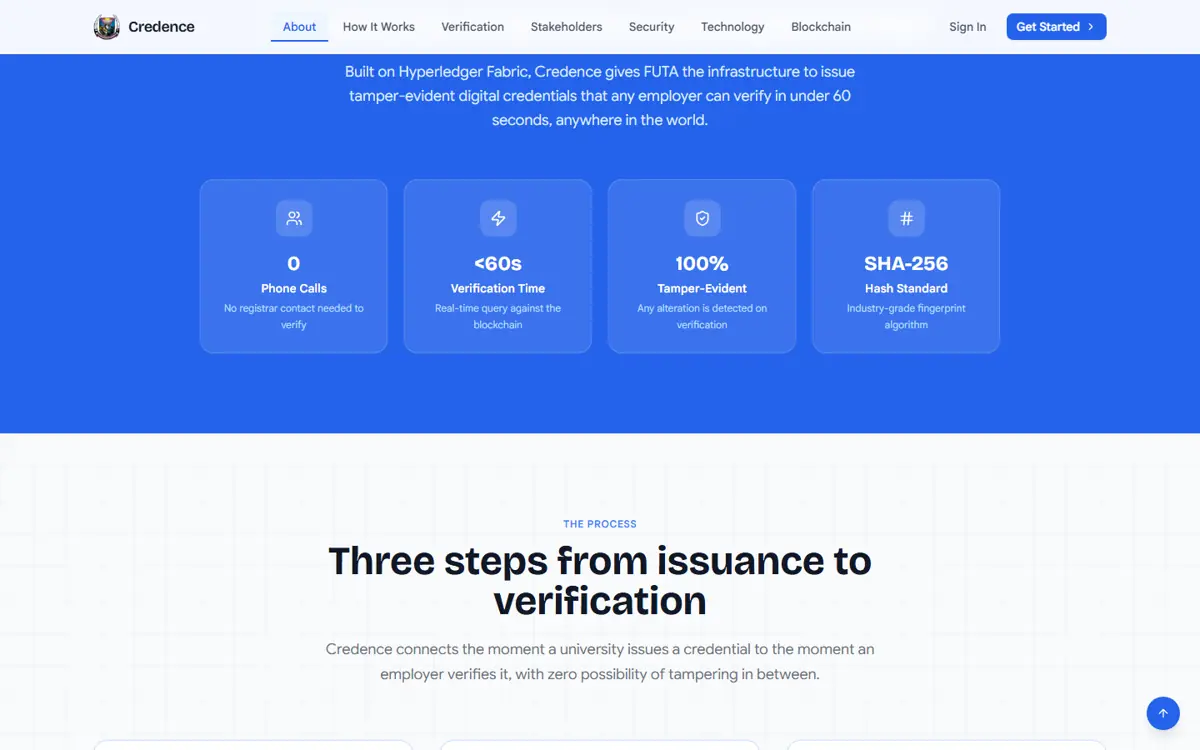 Credence
About How It Works Verification Stakeholders Security Technology Blockchain Sign In Get Started
Built on Hyperledger Fabric, Credence gives FUTA the infrastructure to issue
tamper-evident digital credentials that any employer can verify in under 60
seconds, anywhere in the world.
0
Phone Calls
No registrar contact needed to
verify
<60s
Verification Time
Real-time query against the
blockchain
100%
Tamper-Evident
Any alteration is detected on
verification
SHA-256
Hash Standard
Industry-grade fingerprint
algorithm
THE PROCESS
Three steps from issuance to
verification
Credence connects the moment a university issues a credential to the moment an
employer verifies it, with zero possibility of tampering in between.